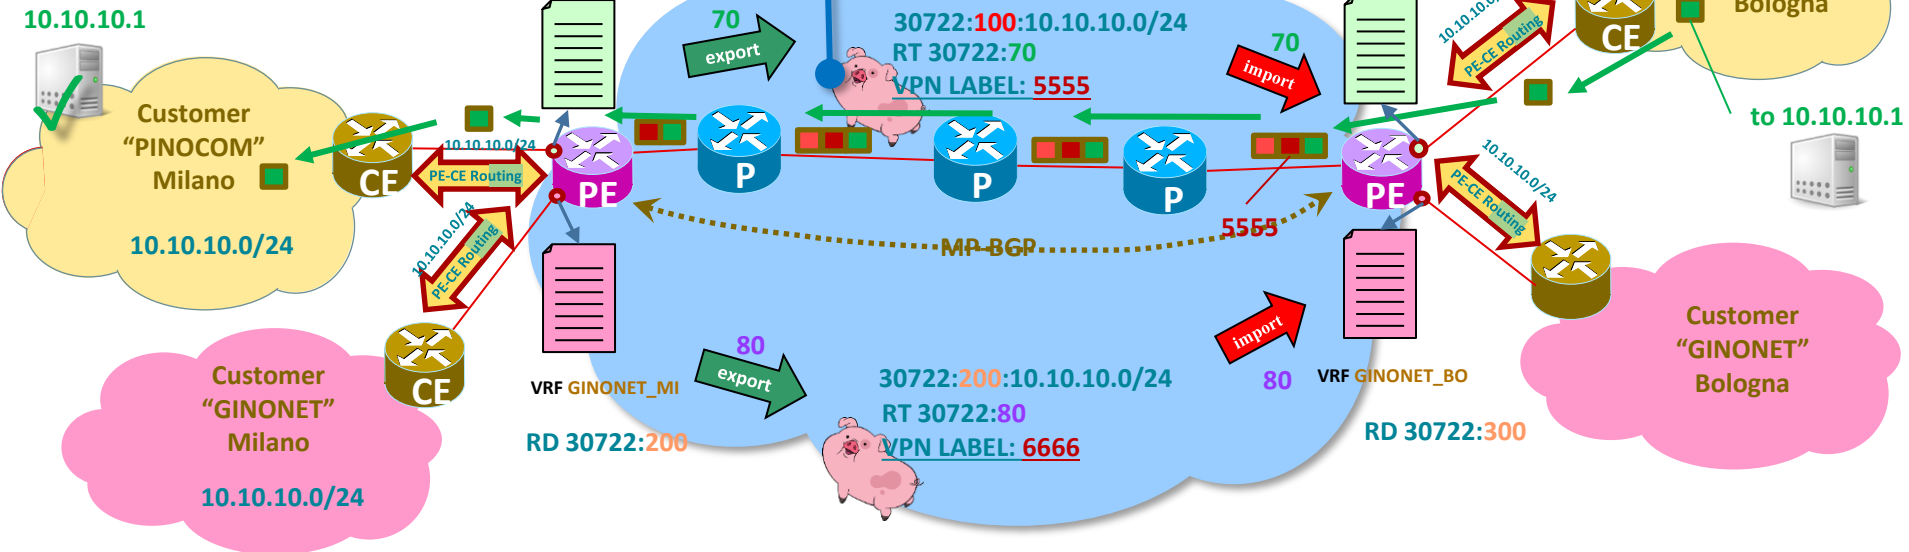 10.10.10.1
Customer
“PINOCOM”
Milano
10.10.10.0/24
CE
10.10.10.0/24
PE-CE Routing
10.10.10.0/24
PE-CE Routing
CE
Customer
“GINONET”
Milano
10.10.10.0/24
PE
VRF GINONET_MI
RD 30722:200
70
export
30722:100:10.10.10.0/24
RT 30722:70
VPN LABEL: 5555
70
import
P
P
P
5555
MP-BGP
80
export
30722:200:10.10.10.0/24
RT 30722:80
VPN LABEL: 6666
import
80
PE
VRF GINONET_BO
RD 30722:300
PE-CE Routing
CE
Bologna
to 10.10.10.1
10.10.10.0/24
PE-CE Routing
Customer
“GINONET”
Bologna